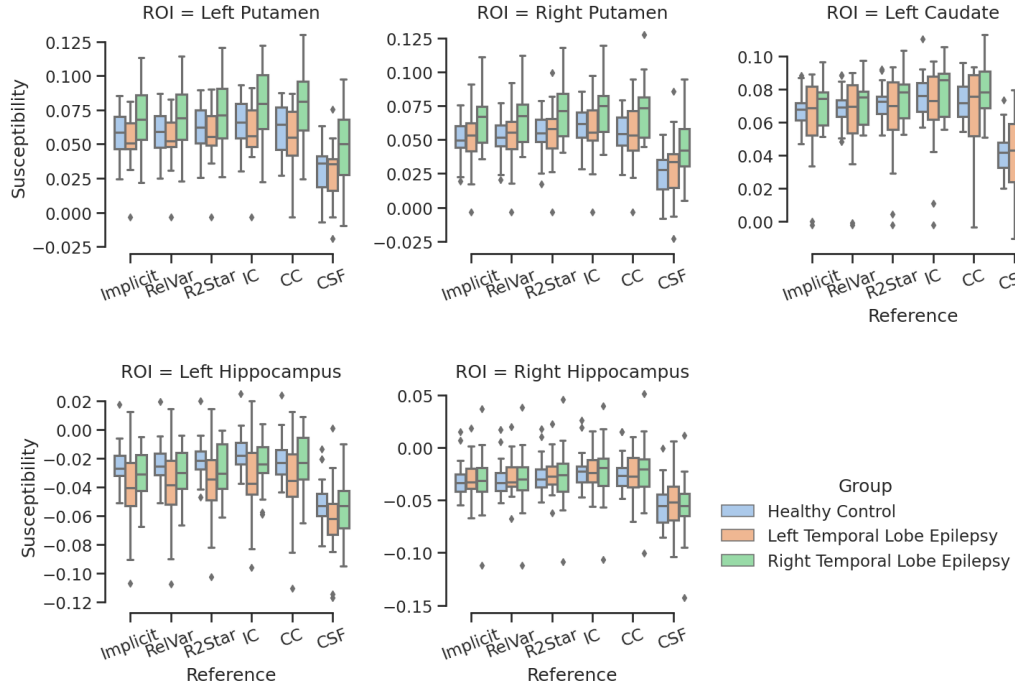 ROI = Left Putamen
ROI = Right Putamen
ROI = Left Caudate
Susceptibility
0.125
0.100
0.075
0.050
0.025
0.000
−0.025
0.125
0.100
0.075
0.050
0.025
0.000
−0.025
0.10
0.08
0.06
0.04
0.02
0.00
Implicit
RelVar
R2Star
IC
CC
CSF
Implicit
RelVar
R2Star
IC
CC
CSF
Implicit
RelVar
R2Star
IC
CC
CSF
Reference
ROI = Left Hippocampus
ROI = Right Hippocampus
Susceptibility
0.02
0.00
−0.02
−0.04
−0.06
−0.08
−0.10
−0.12
0.05
0.00
−0.05
−0.10
−0.15
Implicit
RelVar
R2Star
IC
CC
CSF
Reference
Implicit
RelVar
R2Star
IC
CC
CSF
Reference
Group
Healthy Control
Left Temporal Lobe Epilepsy
Right Temporal Lobe Epilepsy